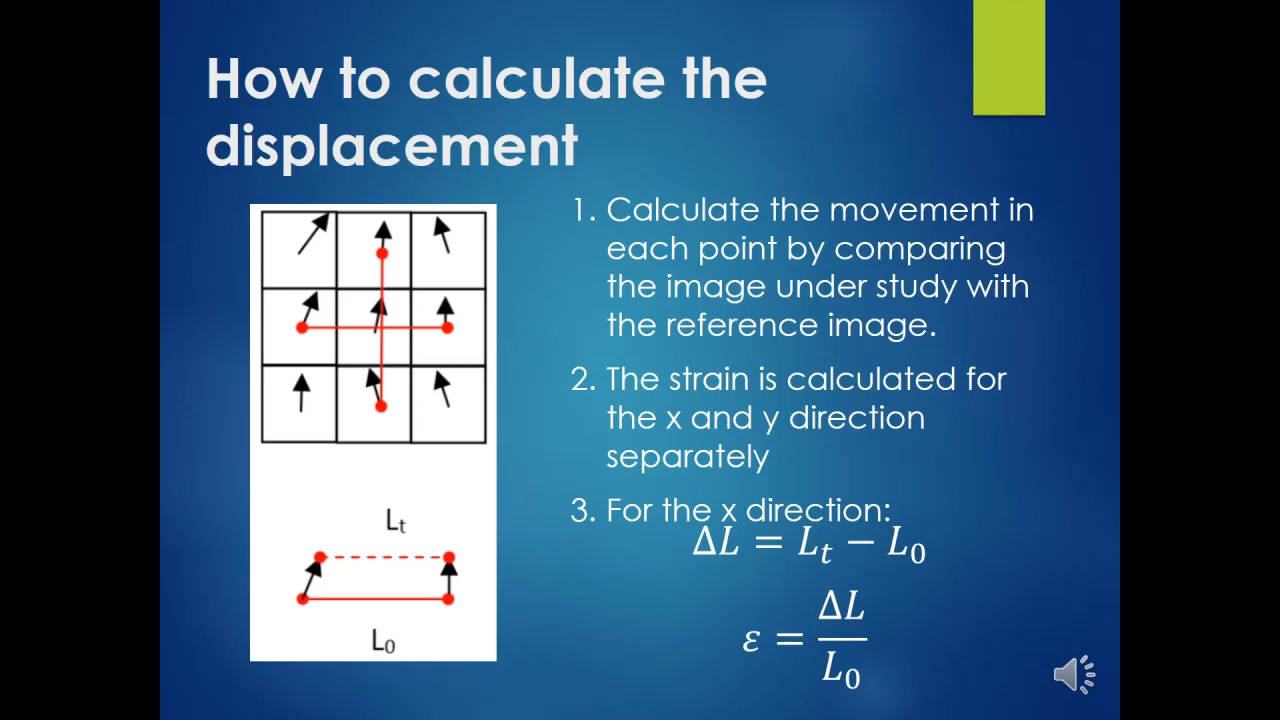 How to calculate the
displacement
1. Calculate the movement in
each point by comparing
the image under study with
the reference image.
2. The strain is calculated for
the x and y direction
separately
3. For the x direction:
Δ𝐿 = 𝐿ₜ − 𝐿₀
𝜀 = Δ𝐿 / 𝐿₀
Lₜ
L₀